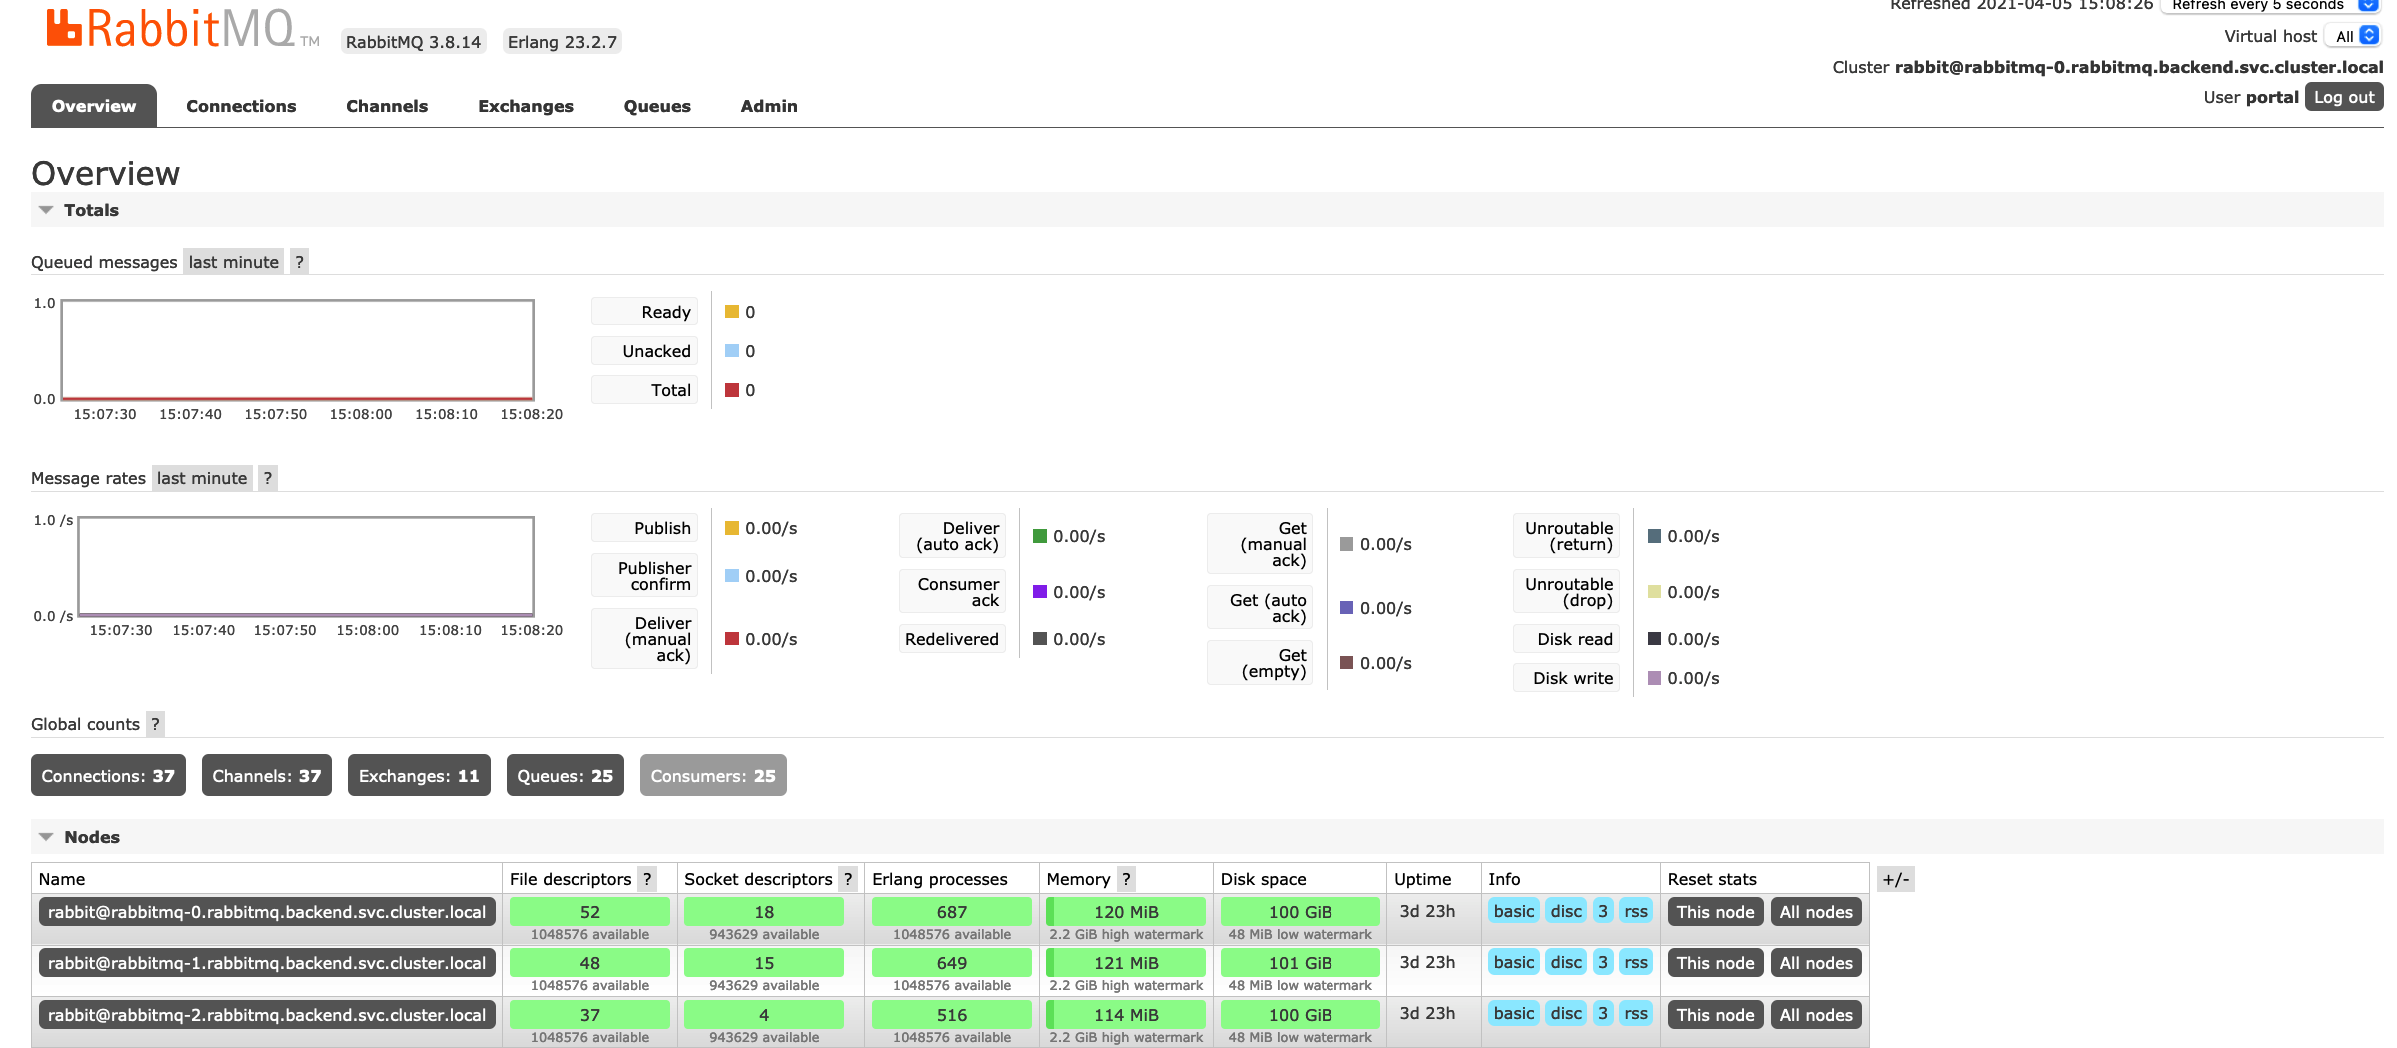 RabbitMQ TM RabbitMQ 3.8.14 Erlang 23.2.7
Refreshed 2021-04-05 15:08:26 Refresh every 5 seconds
Virtual host All
Cluster rabbit@rabbitmq-0.rabbitmq.backend.svc.cluster.local
User portal Log out
Overview Connections Channels Exchanges Queues Admin
Overview
Totals
Queued messages last minute ?
1.0
0.0
15:07:30 15:07:40 15:07:50 15:08:00 15:08:10 15:08:20
Ready 0
Unacked 0
Total 0
Message rates last minute ?
1.0 /s
0.0 /s
15:07:30 15:07:40 15:07:50 15:08:00 15:08:10 15:08:20
Publish 0.00/s
Publisher
confirm 0.00/s
Deliver
(manual
ack) 0.00/s
Deliver
(auto ack) 0.00/s
Consumer
ack 0.00/s
Redelivered 0.00/s
Get
(manual
ack) 0.00/s
Get (auto
ack) 0.00/s
Get
(empty) 0.00/s
Unroutable
(return) 0.00/s
Unroutable
(drop) 0.00/s
Disk read 0.00/s
Disk write 0.00/s
Global counts ?
Connections: 37 Channels: 37 Exchanges: 11 Queues: 25 Consumers: 25
Nodes
Name File descriptors ? Socket descriptors ? Erlang processes Memory ? Disk space Uptime Info Reset stats +/-
rabbit@rabbitmq-0.rabbitmq.backend.svc.cluster.local 52 18 687 120 MiB 100 GiB 3d 23h basic disc 3 rss This node All nodes
1048576 available 943629 available 1048576 available 2.2 GiB high watermark 48 MiB low watermark
rabbit@rabbitmq-1.rabbitmq.backend.svc.cluster.local 48 15 649 121 MiB 101 GiB 3d 23h basic disc 3 rss This node All nodes
1048576 available 943629 available 1048576 available 2.2 GiB high watermark 48 MiB low watermark
rabbit@rabbitmq-2.rabbitmq.backend.svc.cluster.local 37 4 516 114 MiB 100 GiB 3d 23h basic disc 3 rss This node All nodes
1048576 available 943629 available 1048576 available 2.2 GiB high watermark 48 MiB low watermark